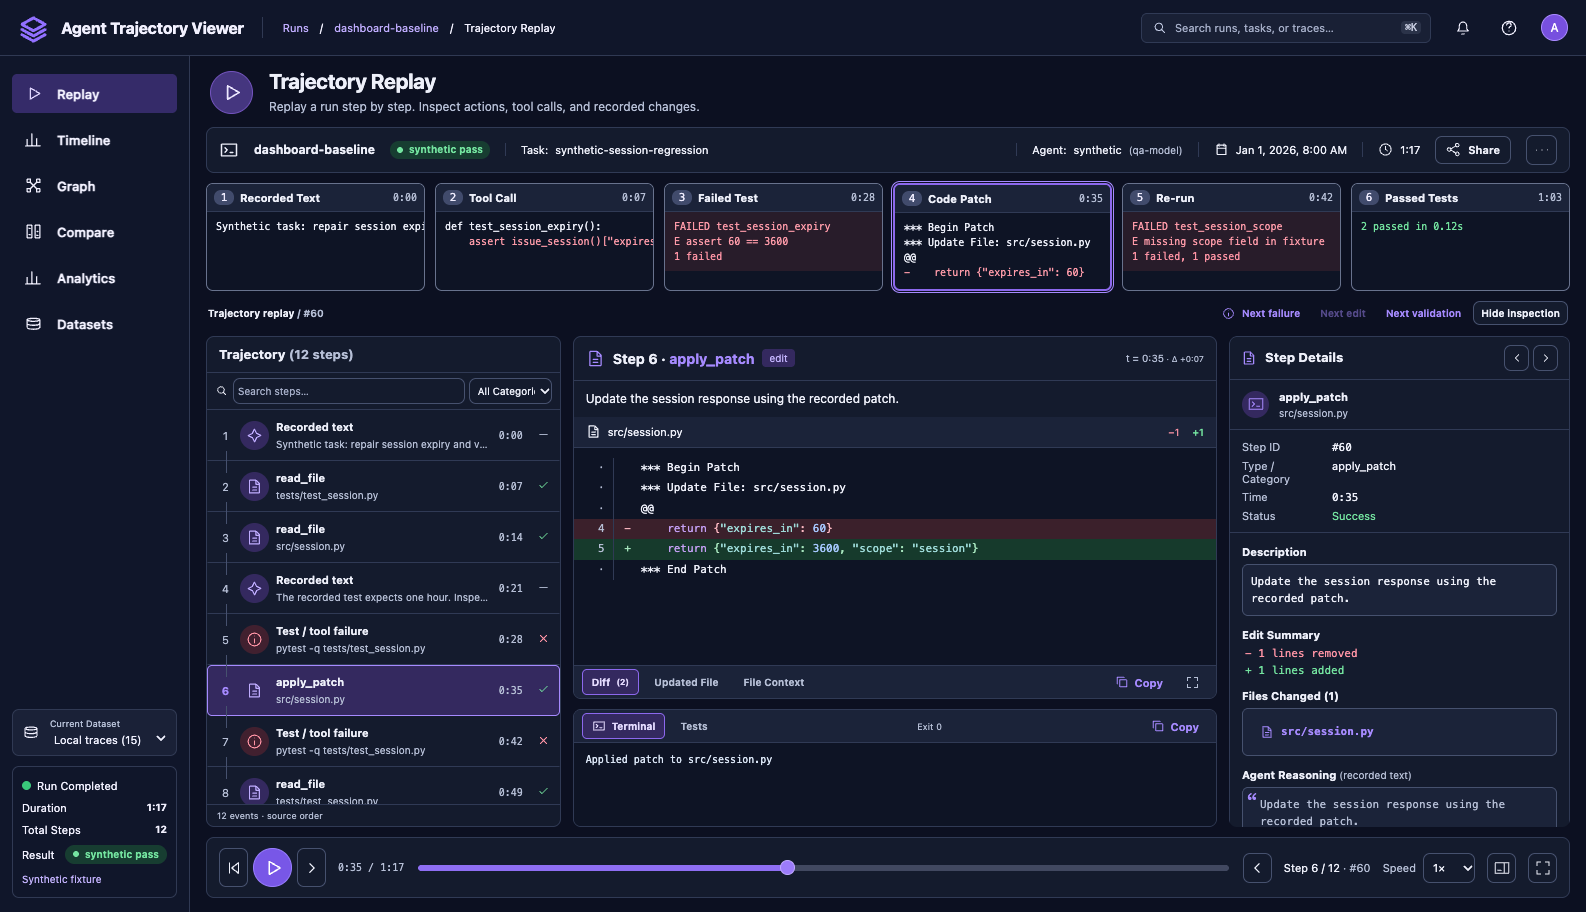 Agent Trajectory Viewer
Runs / dashboard-baseline / Trajectory Replay
Search runs, tasks, or traces...
⌘K
A
Replay
Timeline
Graph
Compare
Analytics
Datasets
Current Dataset
Local traces (15)
Run Completed
Duration 1:17
Total Steps 12
Result synthetic pass
Synthetic fixture
Trajectory Replay
Replay a run step by step. Inspect actions, tool calls, and recorded changes.
dashboard-baseline synthetic pass Task: synthetic-session-regression
Agent: synthetic (qa-model) Jan 1, 2026, 8:00 AM 1:17 Share ...
1 Recorded Text 0:00
Synthetic task: repair session expi
2 Tool Call 0:07
def test_session_expiry():
assert issue_session()["expires
3 Failed Test 0:28
FAILED test_session_expiry
E assert 60 == 3600
1 failed
4 Code Patch 0:35
*** Begin Patch
*** Update File: src/session.py
@@
- return {"expires_in": 60}
5 Re-run 0:42
FAILED test_session_scope
E missing scope field in fixture
1 failed, 1 passed
6 Passed Tests 1:03
2 passed in 0.12s
Trajectory replay / #60
Next failure Next edit Next validation Hide inspection
Trajectory (12 steps)
Search steps...
All Categori
1 Recorded text 0:00 —
Synthetic task: repair session expiry and v...
2 read_file 0:07 ✓
tests/test_session.py
3 read_file 0:14 ✓
src/session.py
4 Recorded text 0:21 —
The recorded test expects one hour. Inspe...
5 Test / tool failure 0:28 ✕
pytest -q tests/test_session.py
6 apply_patch 0:35 ✓
src/session.py
7 Test / tool failure 0:42 ✕
pytest -q tests/test_session.py
8 read_file 0:49 ✓
tests/test_session.py
12 events · source order
Step 6 · apply_patch edit
t = 0:35 · Δ +0:07
Update the session response using the recorded patch.
src/session.py −1 +1
· *** Begin Patch
· *** Update File: src/session.py
· @@
4 - return {"expires_in": 60}
5 + return {"expires_in": 3600, "scope": "session"}
· *** End Patch
Diff (2) Updated File File Context Copy
Terminal Tests Exit 0 Copy
Applied patch to src/session.py
Step Details
apply_patch
src/session.py
Step ID #60
Type / Category apply_patch
Time 0:35
Status Success
Description
Update the session response using the
recorded patch.
Edit Summary
− 1 lines removed
+ 1 lines added
Files Changed (1)
src/session.py
Agent Reasoning (recorded text)
“ Update the session response using the
recorded patch.
0:35 / 1:17
Step 6 / 12 · #60 Speed 1×